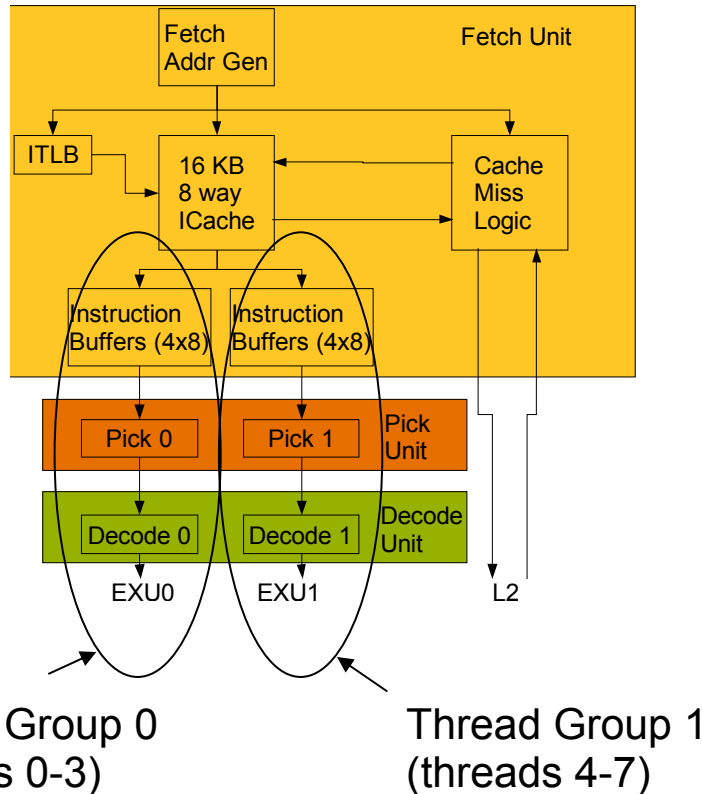 Fetch
Addr Gen
Fetch Unit
ITLB
16 KB
8 way
ICache
Cache
Miss
Logic
Instruction
Buffers (4x8)
Instruction
Buffers (4x8)
Pick 0
Pick 1
Pick
Unit
Decode 0
Decode 1
Decode
Unit
EXU0
EXU1
L2
Group 0
s 0-3)
Thread Group 1
(threads 4-7)